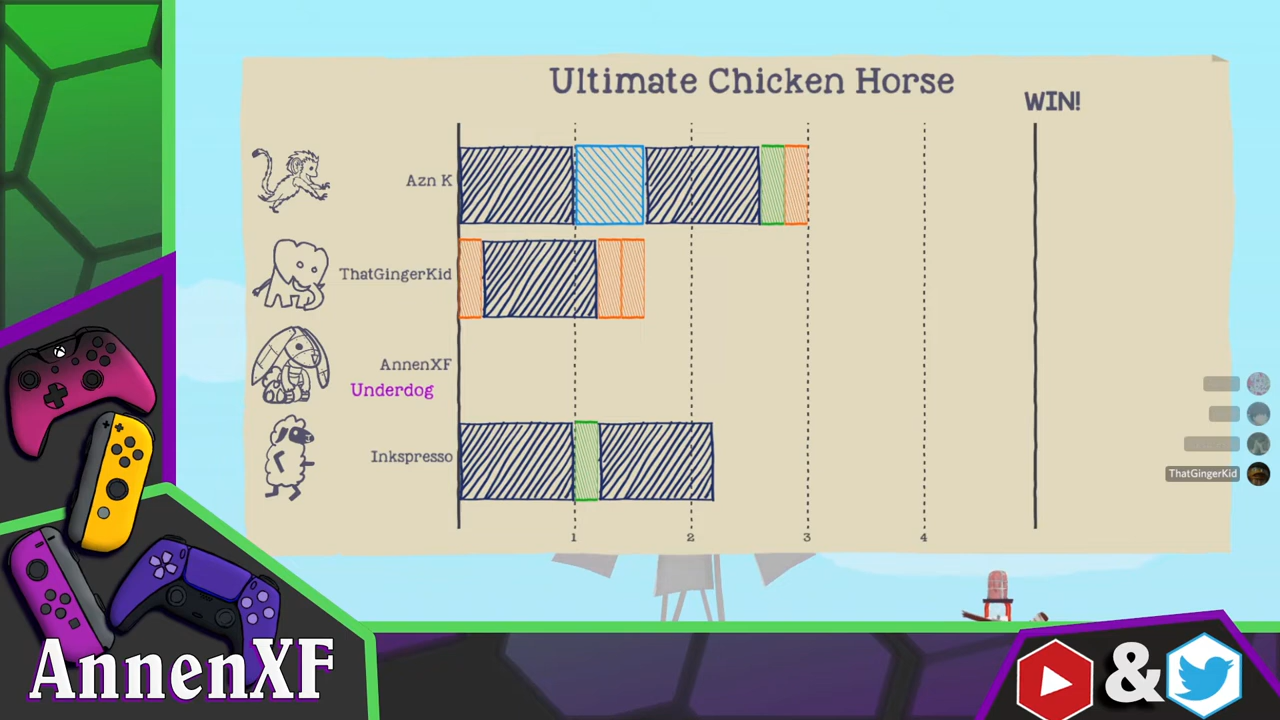 Ultimate Chicken Horse
WIN!
Azn K
ThatGingerKid
AnnenXF
Underdog
Inkspresso
1 2 3 4
ThatGingerKid
AnnenXF
&